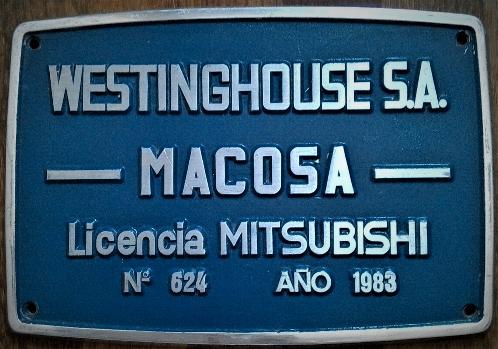 WESTINGHOUSE S.A.
— MACOSA —
Licencia MITSUBISHI
Nº 624 AÑO 1983